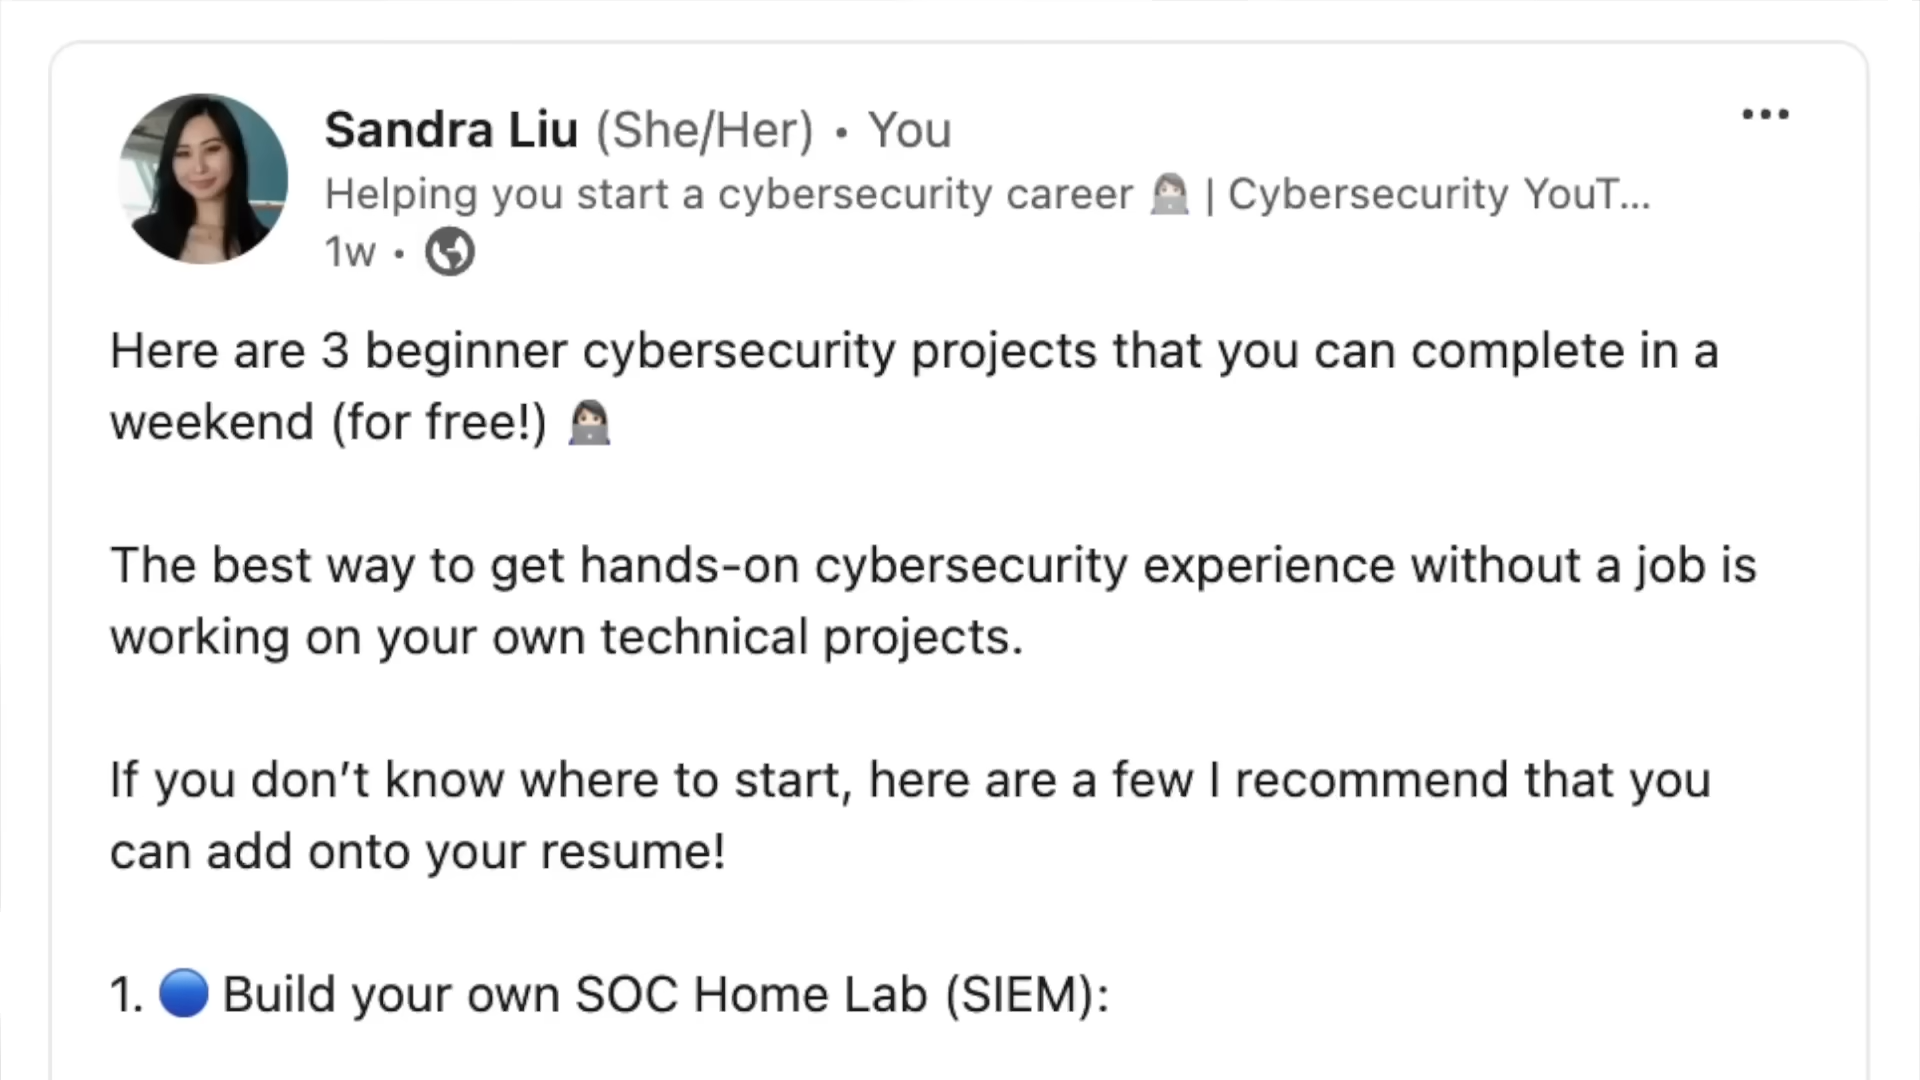 Sandra Liu (She/Her) • You
Helping you start a cybersecurity career 👩🏻‍💻 | Cybersecurity YouT...
1w •
Here are 3 beginner cybersecurity projects that you can complete in a
weekend (for free!) 👩🏻‍💻
The best way to get hands-on cybersecurity experience without a job is
working on your own technical projects.
If you don’t know where to start, here are a few I recommend that you
can add onto your resume!
1. 🔵 Build your own SOC Home Lab (SIEM):